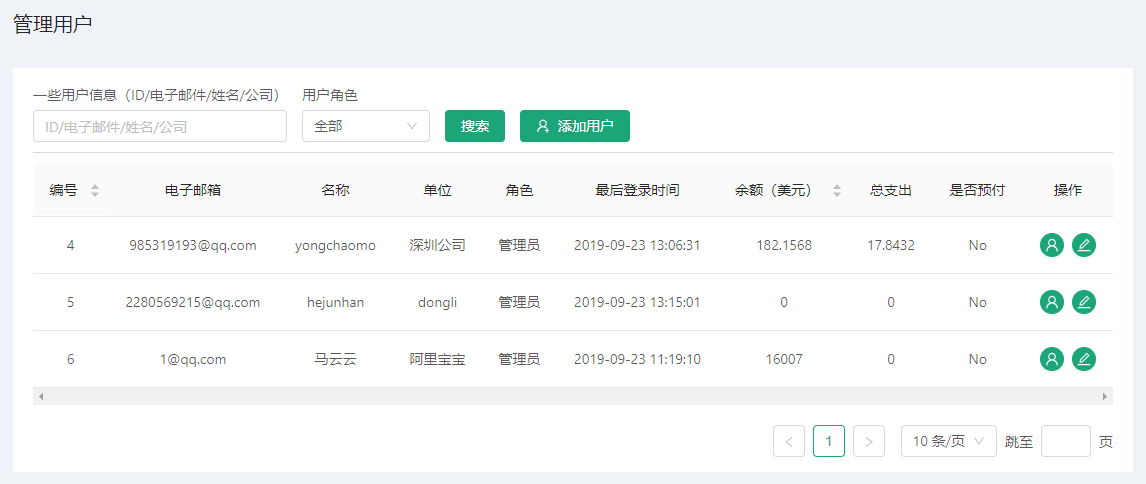 管理用户
一些用户信息（ID/电子邮件/姓名/公司） 用户角色
ID/电子邮件/姓名/公司 全部 搜索 添加用户
编号 电子邮箱 名称 单位 角色 最后登录时间 余额（美元） 总支出 是否预付 操作
4 985319193@qq.com yongchaomo 深圳公司 管理员 2019-09-23 13:06:31 182.1568 17.8432 No
5 2280569215@qq.com hejunhan dongli 管理员 2019-09-23 13:15:01 0 0 No
6 1@qq.com 马云云 阿里宝宝 管理员 2019-09-23 11:19:10 16007 0 No
< 1 > 10 条/页 跳至 页